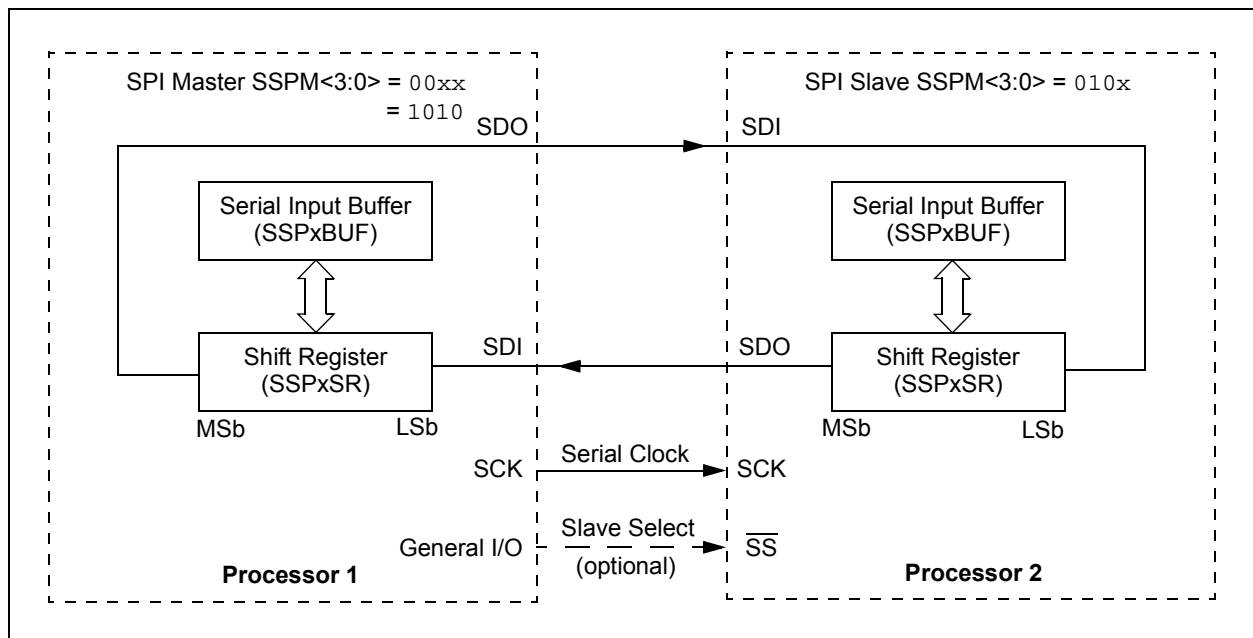 SPI Master SSPM<3:0> = 00xx
= 1010
SDO
Serial Input Buffer
(SSPxBUF)
Shift Register
(SSPxSR)
MSb
LSb
SDI
SCK
General I/O
Processor 1
Serial Clock
Slave Select
(optional)
SPI Slave SSPM<3:0> = 010x
SDI
Serial Input Buffer
(SSPxBUF)
SDO
Shift Register
(SSPxSR)
MSb
LSb
SCK
S̅S̅
Processor 2